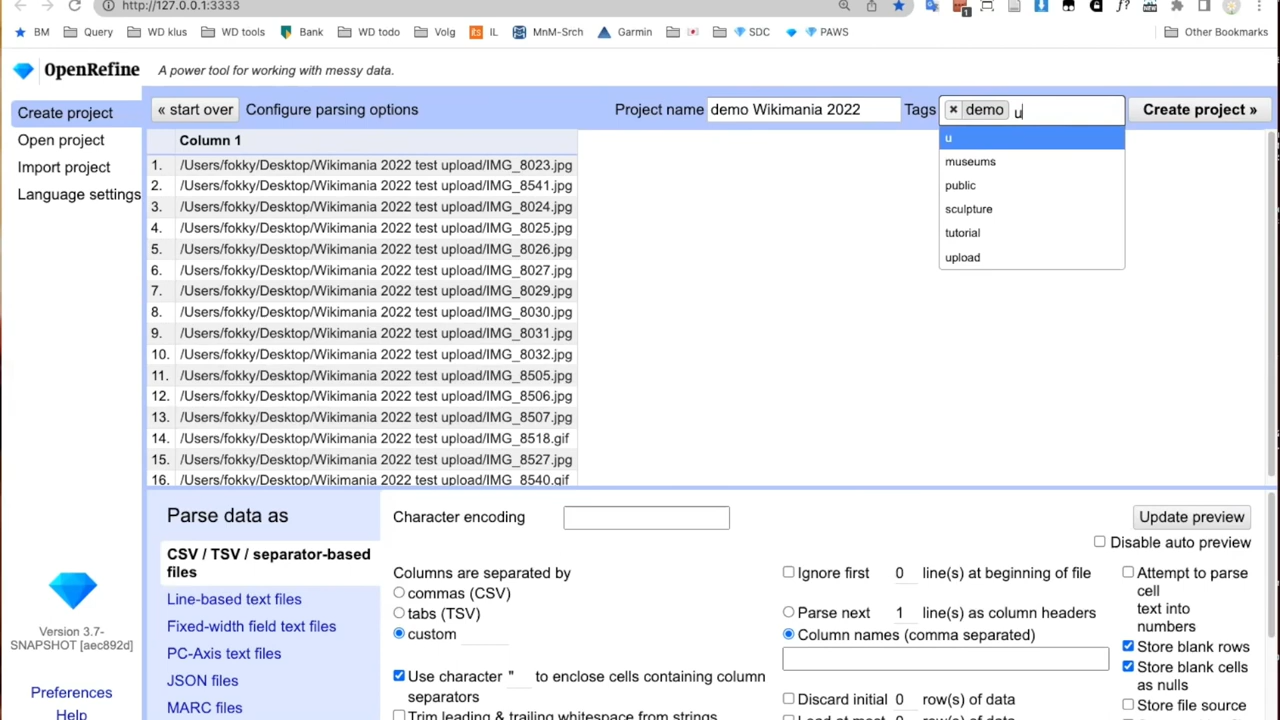 http://127.0.0.1:3333
1
BM Query WD klus WD tools Bank WD todo Volg IL MnM-Srch Garmin SDC PAWS Other Bookmarks
OpenRefine A power tool for working with messy data.
Create project
Open project
Import project
Language settings
« start over Configure parsing options Project name demo Wikimania 2022 Tags × demo u Create project »
u
museums
public
sculpture
tutorial
upload
Column 1
1. /Users/fokky/Desktop/Wikimania 2022 test upload/IMG_8023.jpg
2. /Users/fokky/Desktop/Wikimania 2022 test upload/IMG_8541.jpg
3. /Users/fokky/Desktop/Wikimania 2022 test upload/IMG_8024.jpg
4. /Users/fokky/Desktop/Wikimania 2022 test upload/IMG_8025.jpg
5. /Users/fokky/Desktop/Wikimania 2022 test upload/IMG_8026.jpg
6. /Users/fokky/Desktop/Wikimania 2022 test upload/IMG_8027.jpg
7. /Users/fokky/Desktop/Wikimania 2022 test upload/IMG_8029.jpg
8. /Users/fokky/Desktop/Wikimania 2022 test upload/IMG_8030.jpg
9. /Users/fokky/Desktop/Wikimania 2022 test upload/IMG_8031.jpg
10. /Users/fokky/Desktop/Wikimania 2022 test upload/IMG_8032.jpg
11. /Users/fokky/Desktop/Wikimania 2022 test upload/IMG_8505.jpg
12. /Users/fokky/Desktop/Wikimania 2022 test upload/IMG_8506.jpg
13. /Users/fokky/Desktop/Wikimania 2022 test upload/IMG_8507.jpg
14. /Users/fokky/Desktop/Wikimania 2022 test upload/IMG_8518.gif
15. /Users/fokky/Desktop/Wikimania 2022 test upload/IMG_8527.jpg
16. /Users/fokky/Desktop/Wikimania 2022 test upload/IMG_8540.gif
Version 3.7-
SNAPSHOT [aec892d]
Preferences
Help
Parse data as
CSV / TSV / separator-based
files
Line-based text files
Fixed-width field text files
PC-Axis text files
JSON files
MARC files
Character encoding
Update preview
Disable auto preview
Columns are separated by
commas (CSV)
tabs (TSV)
custom
Use character " to enclose cells containing column
separators
Trim leading & trailing whitespace from strings
Ignore first 0 line(s) at beginning of file
Parse next 1 line(s) as column headers
Column names (comma separated)
Discard initial 0 row(s) of data
Load at most 0 row(s) of data
Attempt to parse
cell
text into
numbers
Store blank rows
Store blank cells
as nulls
Store file source